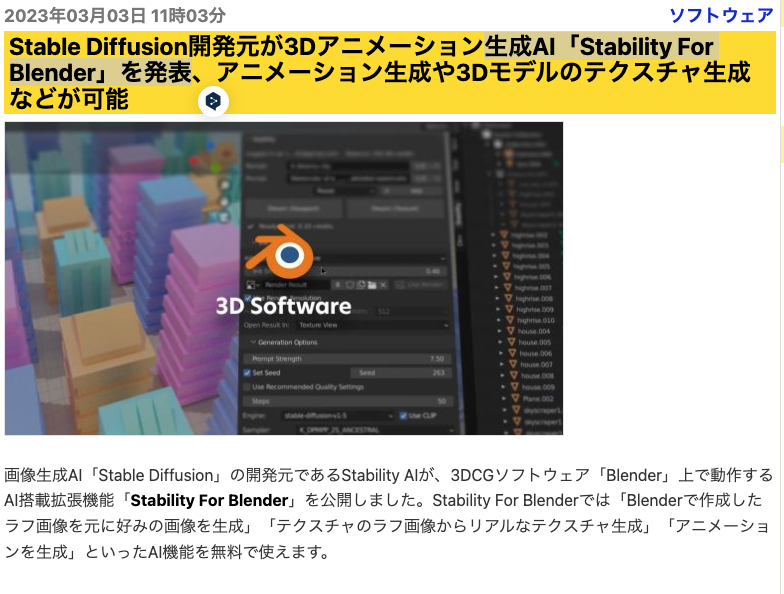 2023年03月03日 11時03分
ソフトウェア
Stable Diffusion開発元が3Dアニメーション生成AI「Stability For
Blender」を発表、アニメーション生成や3Dモデルのテクスチャ生成
などが可能
0.40
Render Result
3D Software
512
Open Result In: Texture View
Generation Options
Prompt Strength 7.50
Set Seed Seed 263
Use Recommended Quality Settings
Steps 50
Engine: stable-diffusion-v1-5 Use CLIP
Sampler: K_DPMPP_2S_ANCESTRAL
highrise.002
highrise.003
highrise.004
highrise.005
highrise.006
highrise.007
highrise.008
highrise.009
highrise.010
house.004
house.005
house.006
house.007
house.008
house.009
Plane.002
skyscraper1
skyscraper1
画像生成AI「Stable Diffusion」の開発元であるStability AIが、3DCGソフトウェア「Blender」上で動作する
AI搭載拡張機能「Stability For Blender」を公開しました。Stability For Blenderでは「Blenderで作成した
ラフ画像を元に好みの画像を生成」「テクスチャのラフ画像からリアルなテクスチャ生成」「アニメーショ
ンを生成」といったAI機能を無料で使えます。